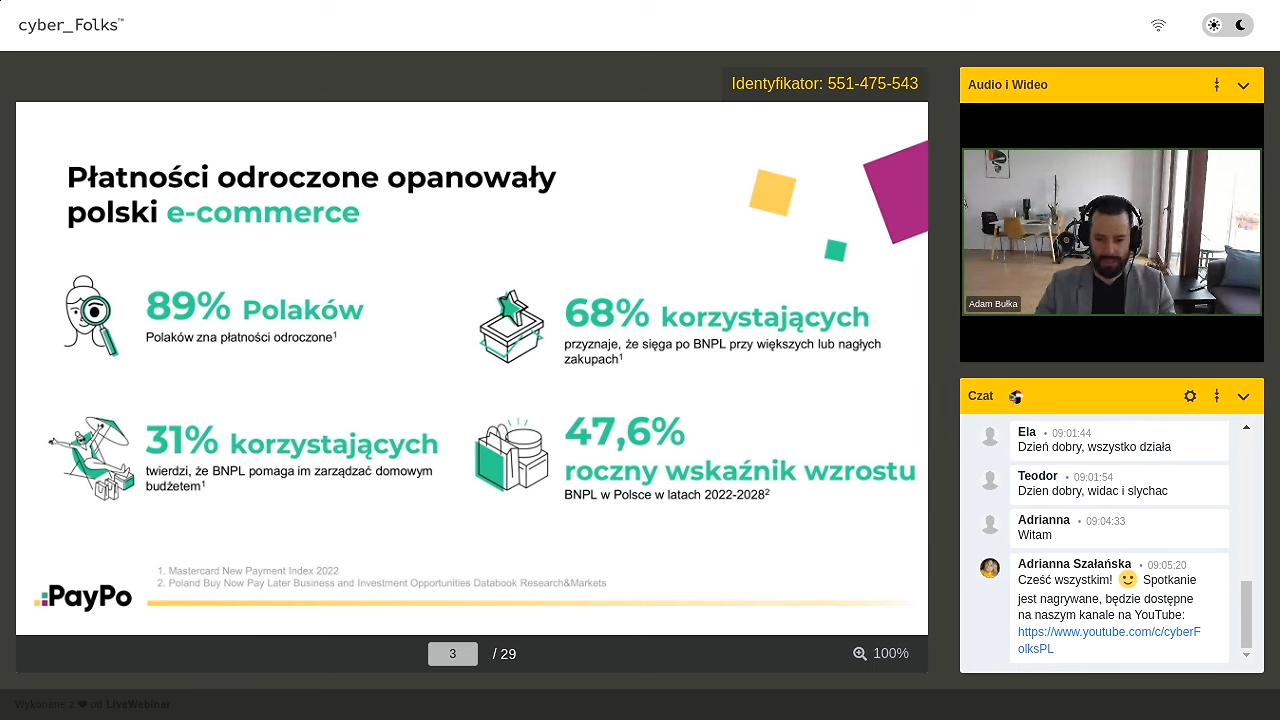 cyber_Folks™
Identyfikator: 551-475-543
Płatności odroczone opanowały
polski e-commerce
89% Polaków
Polaków zna płatności odroczone¹
68% korzystających
przyznaje, że sięga po BNPL przy większych lub nagłych
zakupach¹
31% korzystających
twierdzi, że BNPL pomaga im zarządzać domowym
budżetem¹
47,6%
roczny wskaźnik wzrostu
BNPL w Polsce w latach 2022-2028²
1. Mastercard New Payment Index 2022
2. Poland Buy Now Pay Later Business and Investment Opportunities Databook Research&Markets
PayPo
3 / 29
100%
Audio i Wideo
Adam Bułka
Czat
Ela • 09:01:44
Dzień dobry, wszystko działa
Teodor • 09:01:54
Dzien dobry, widac i slychac
Adrianna • 09:04:33
Witam
Adrianna Szałańska • 09:05:20
Cześć wszystkim! 🙂 Spotkanie
jest nagrywane, będzie dostępne
na naszym kanale na YouTube:
https://www.youtube.com/c/cyberF
olksPL
Wykonane z ❤ od LiveWebinar